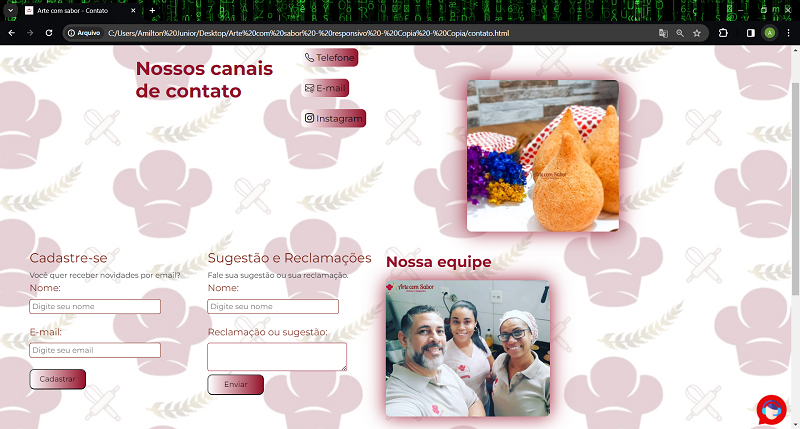 Arte com sabor - Contato
Arquivo
C:/Users/Amilton%20Junior/Desktop/Arte%20com%20sabor%20-%20responsivo%20-%20Copia%20-%20Copia/contato.html
A
Nossos canais
de contato
Telefone
E-mail
Instagram
Arte com Sabor
Cadastre-se
Você quer receber novidades por email?
Nome:
Digite seu nome
E-mail:
Digite seu email
Cadastrar
Sugestão e Reclamações
Fale sua sugestão ou sua reclamação.
Nome:
Digite seu nome
Reclamação ou sugestão:
Enviar
Nossa equipe
Arte com Sabor